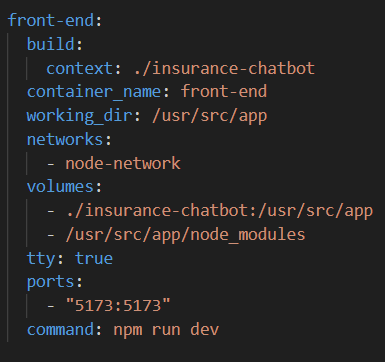 front-end:
build:
context: ./insurance-chatbot
container_name: front-end
working_dir: /usr/src/app
networks:
- node-network
volumes:
- ./insurance-chatbot:/usr/src/app
- /usr/src/app/node_modules
tty: true
ports:
- "5173:5173"
command: npm run dev